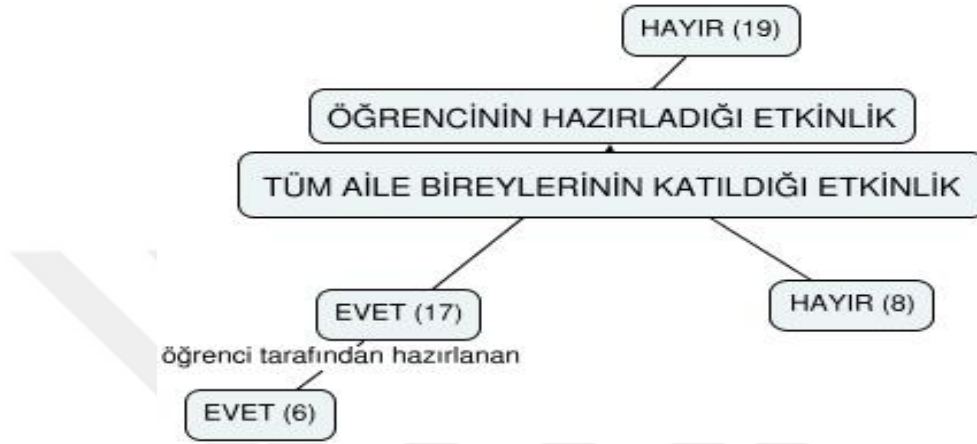 HAYIR (19)
ÖĞRENCİNİN HAZIRLADIĞI ETKİNLİK
TÜM AİLE BİREYLERİNİN KATILDIĞI ETKİNLİK
EVET (17)
HAYIR (8)
öğrenci tarafından hazırlanan
EVET (6)